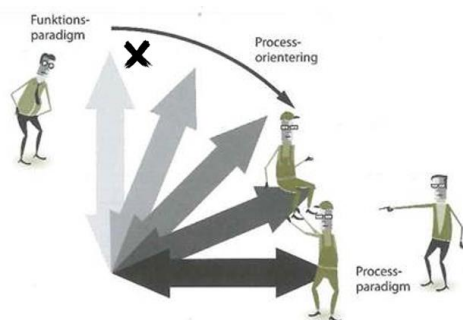 Funktions-
paradigm
Process-
orientering
Process-
paradigm